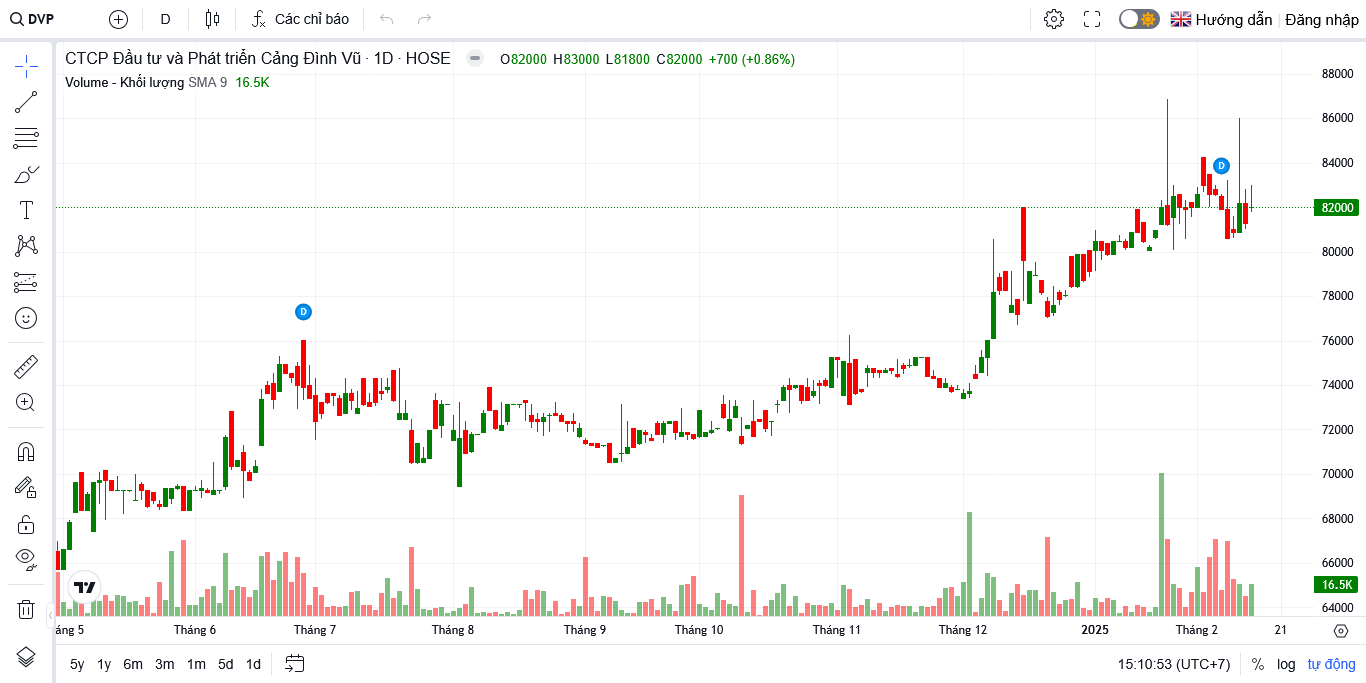 DVP D Các chỉ báo Hướng dẫn Đăng nhập
CTCP Đầu tư và Phát triển Cảng Đình Vũ · 1D · HOSE O82000 H83000 L81800 C82000 +700 (+0.86%)
Volume - Khối lượng SMA 9 16.5K
88000
86000
84000
D
82000
80000
78000
D
76000
74000
72000
70000
68000
66000
16.5K
64000
áng 5 Tháng 6 Tháng 7 Tháng 8 Tháng 9 Tháng 10 Tháng 11 Tháng 12 2025 Tháng 2 21
5y 1y 6m 3m 1m 5d 1d 15:10:53 (UTC+7) % log tự động